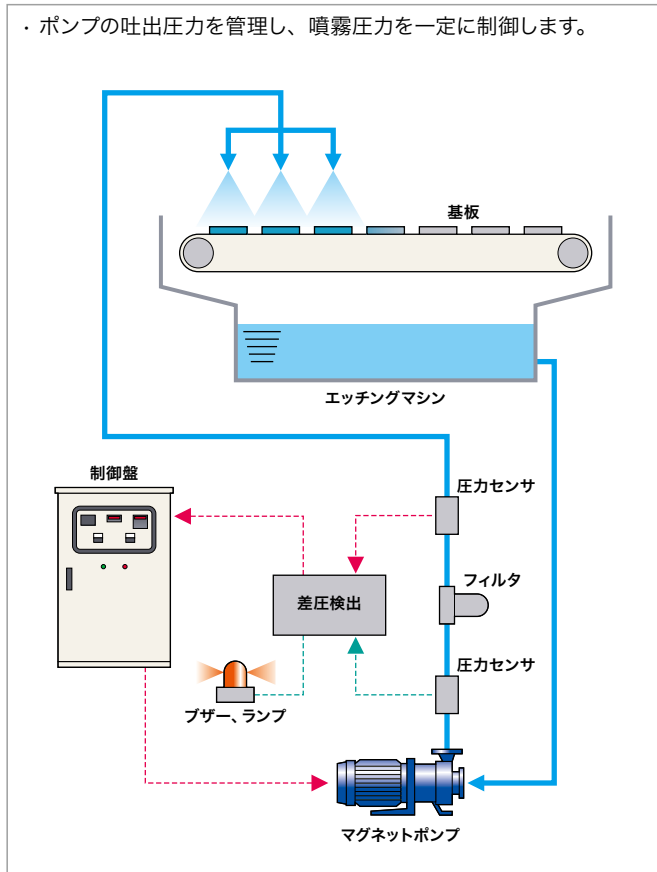 ・ポンプの吐出圧力を管理し、噴霧圧力を一定に制御します。
基板
エッチングマシン
制御盤
圧力センサ
フィルタ
差圧検出
圧力センサ
ブザー、ランプ
マグネットポンプ